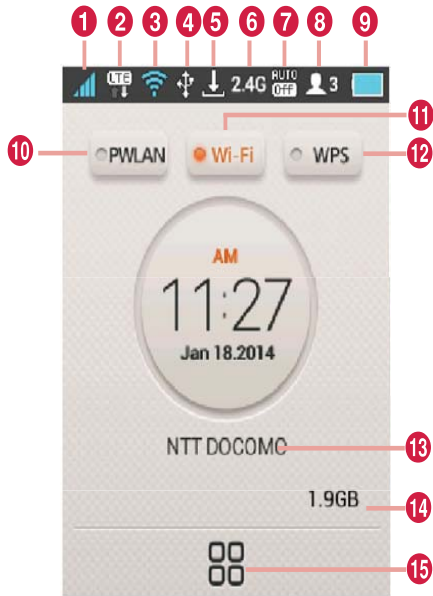 1 2 3 4 5 6 7 8 9
LTE 2.4G AUTO Off 3
11
10 PWLAN Wi-Fi WPS 12
AM
11:27
Jan 18.2014
NTT DOCOMO 13
1.9GB 14
15